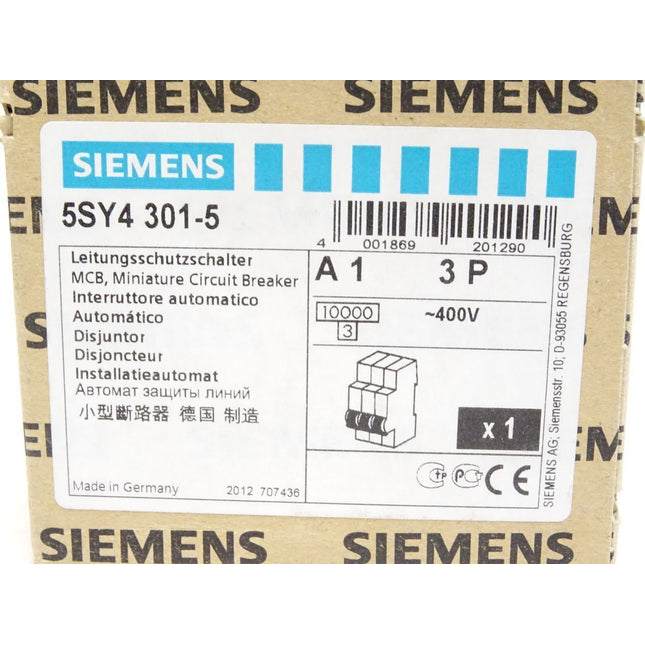 SIEMENS SIEMENS
SIEMENS
5SY4 301-5
4 001869 201290
Leitungsschutzschalter
MCB, Miniature Circuit Breaker
Interruttore automatico
Automático
Disjuntor
Disjoncteur
Installatieautomat
Автомат защиты линий
小型斷路器 德国 制造
A 1 3 P
10000
3
~400V
x 1
Made in Germany 2012 707436
CE
SIEMENS AG; Siemensstr. 10; D-93055 REGENSBURG
SIEMENS SIEMENS